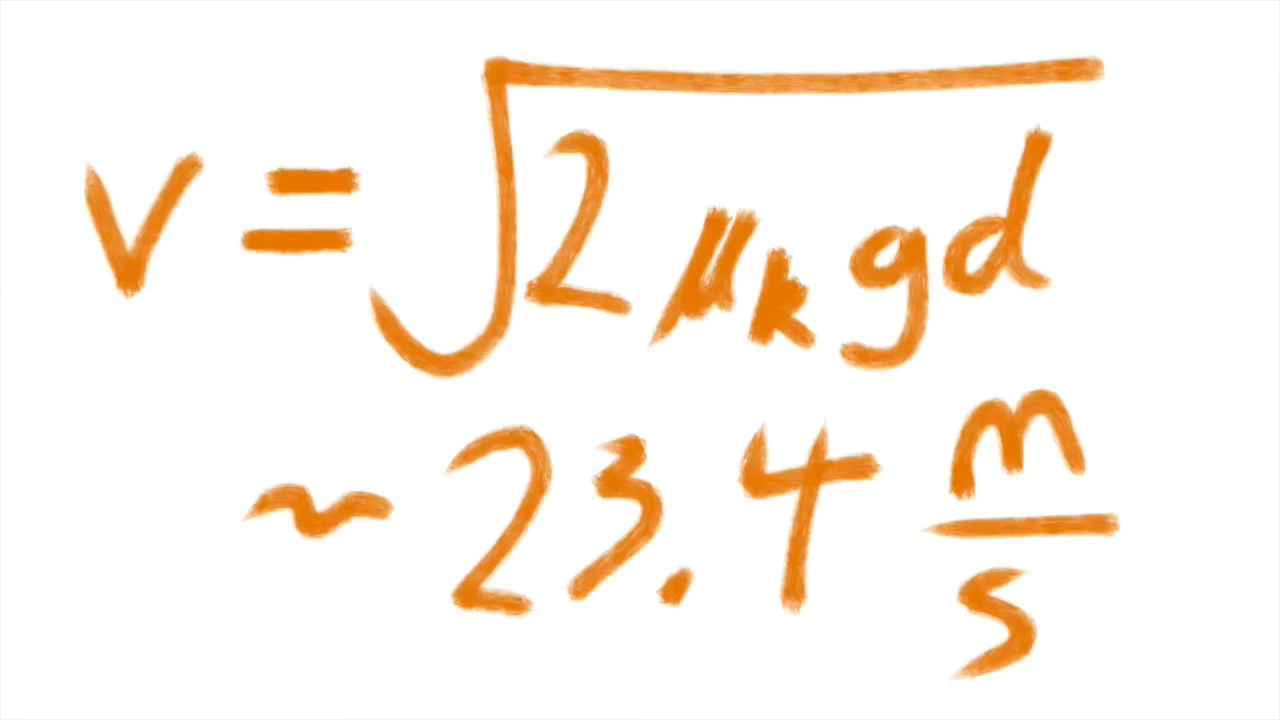 v = √2μₖgd
~ 23.4 m/s